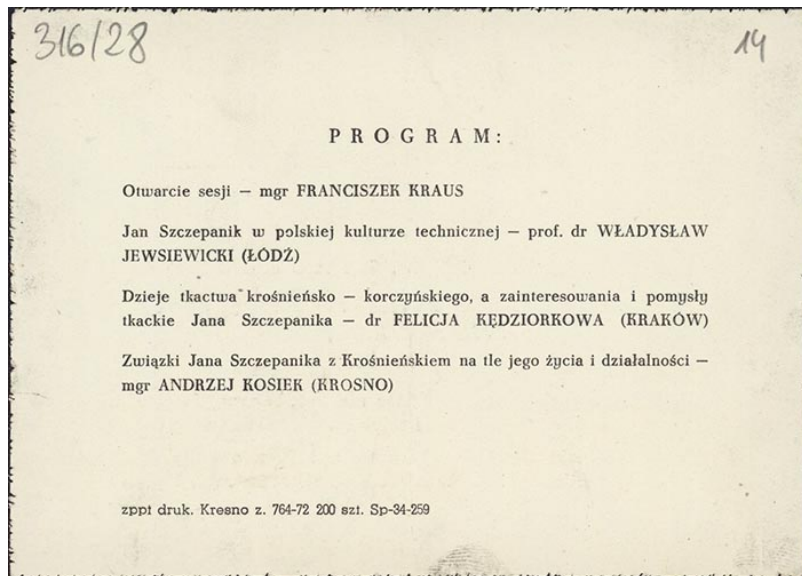 316/28
14
PROGRAM:
Otwarcie sesji — mgr FRANCISZEK KRAUS
Jan Szczepanik w polskiej kulturze technicznej — prof. dr WŁADYSŁAW
JEWSIEWICKI (ŁÓDŹ)
Dzieje tkactwa krośnieńsko — korczyńskiego, a zainteresowania i pomysły
tkackie Jana Szczepanika — dr FELICJA KĘDZIORKOWA (KRAKÓW)
Związki Jana Szczepanika z Krośnieńskiem na tle jego życia i działalności —
mgr ANDRZEJ KOSIEK (KROSNO)
zppt druk. Kresno z. 764-72 200 szt. Sp-34-259